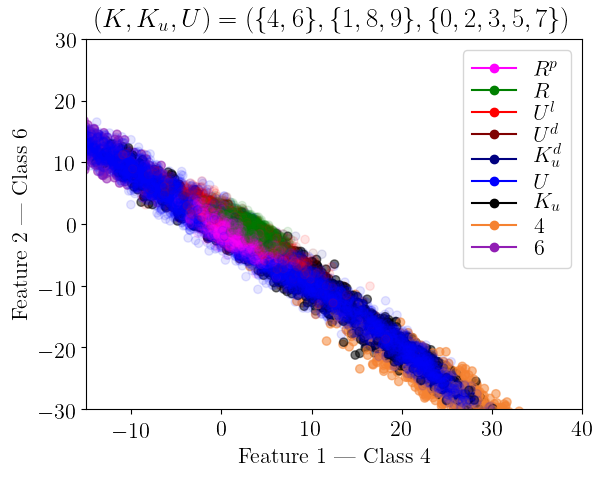 (K, K_u, U) = ({4, 6}, {1, 8, 9}, {0, 2, 3, 5, 7})
30
20
10
0
−10
−20
−30
Feature 2 — Class 6
R^p
R
U^l
U^d
K_u^d
U
K_u
4
6
−10
0
10
20
30
40
Feature 1 — Class 4